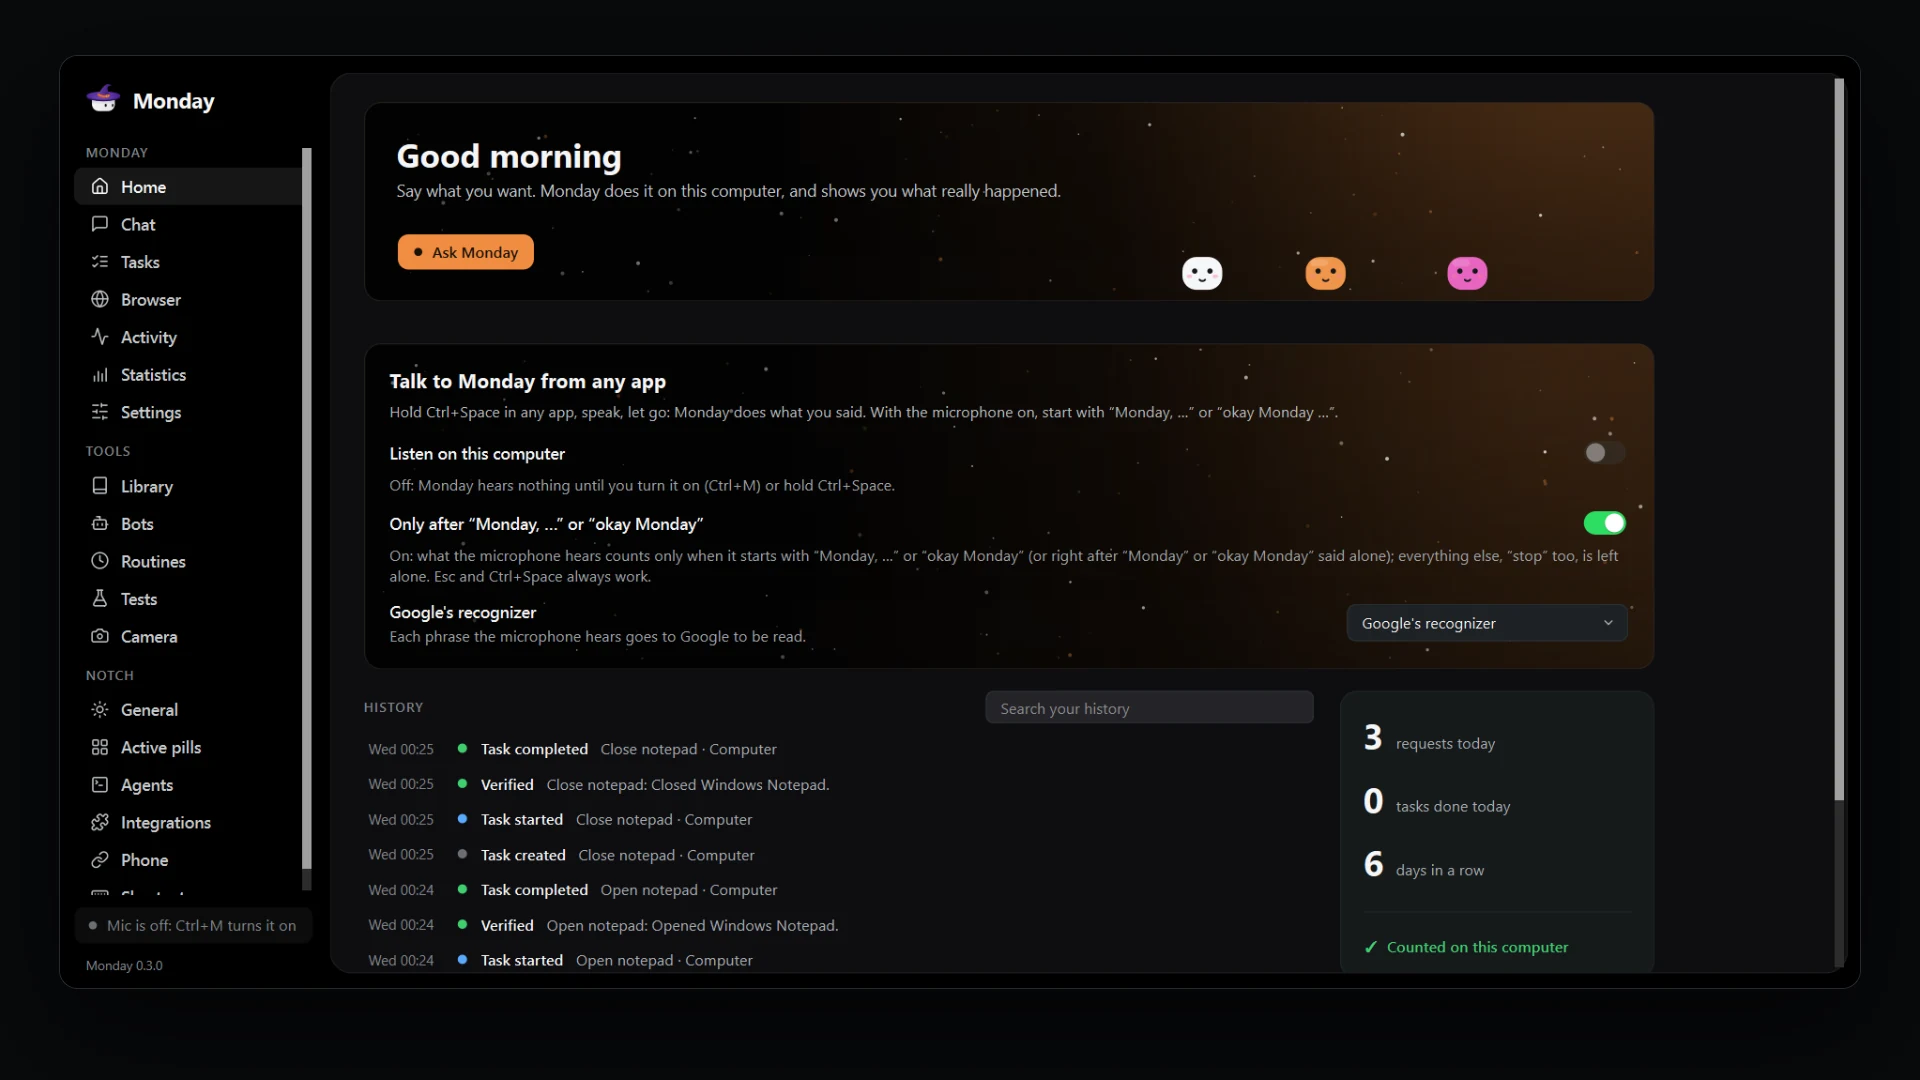 Monday
MONDAY
Home
Chat
Tasks
Browser
Activity
Statistics
Settings
TOOLS
Library
Bots
Routines
Tests
Camera
NOTCH
General
Active pills
Agents
Integrations
Phone
Mic is off: Ctrl+M turns it on
Monday 0.3.0
Good morning
Say what you want. Monday does it on this computer, and shows you what really happened.
Ask Monday
Talk to Monday from any app
Hold Ctrl+Space in any app, speak, let go: Monday does what you said. With the microphone on, start with “Monday, ...” or “okay Monday ...”.
Listen on this computer
Off: Monday hears nothing until you turn it on (Ctrl+M) or hold Ctrl+Space.
Only after “Monday, ...” or “okay Monday”
On: what the microphone hears counts only when it starts with “Monday, ...” or “okay Monday” (or right after “Monday” or “okay Monday” said alone); everything else, “stop” too, is left
alone. Esc and Ctrl+Space always work.
Google's recognizer
Each phrase the microphone hears goes to Google to be read.
Google's recognizer
HISTORY
Search your history
Wed 00:25 Task completed Close notepad · Computer
Wed 00:25 Verified Close notepad: Closed Windows Notepad.
Wed 00:25 Task started Close notepad · Computer
Wed 00:25 Task created Close notepad · Computer
Wed 00:24 Task completed Open notepad · Computer
Wed 00:24 Verified Open notepad: Opened Windows Notepad.
Wed 00:24 Task started Open notepad · Computer
3 requests today
0 tasks done today
6 days in a row
✓ Counted on this computer